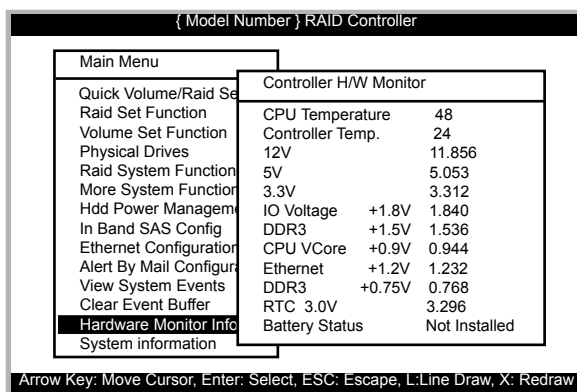 { Model Number } RAID Controller
Main Menu
Quick Volume/Raid Se
Raid Set Function
Volume Set Function
Physical Drives
Raid System Function
More System Function
Hdd Power Manageme
In Band SAS Config
Ethernet Configuration
Alert By Mail Configura
View System Events
Clear Event Buffer
Hardware Monitor Info
System information
Controller H/W Monitor
CPU Temperature 48
Controller Temp. 24
12V 11.856
5V 5.053
3.3V 3.312
IO Voltage +1.8V 1.840
DDR3 +1.5V 1.536
CPU VCore +0.9V 0.944
Ethernet +1.2V 1.232
DDR3 +0.75V 0.768
RTC 3.0V 3.296
Battery Status Not Installed
Arrow Key: Move Cursor, Enter: Select, ESC: Escape, L:Line Draw, X: Redraw